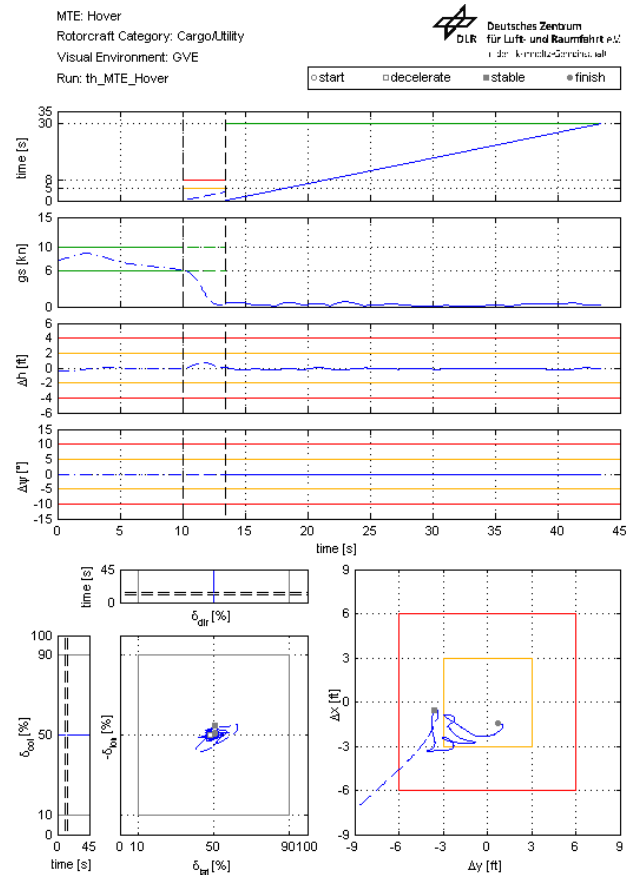 MTE: Hover
Rotorcraft Category: Cargo/Utility
Visual Environment: GVE
Run: th_MTE_Hover
DLR
Deutsches Zentrum
für Luft- und Raumfahrt e.V.
start decelerate stable finish
time [s]
35
30
8
5
0
gs [kn]
15
10
6
0
Δh [ft]
6
4
2
0
-2
-4
-6
Δψ [°]
15
10
5
0
-5
-10
-15
0 5 10 15 20 25 30 35 40 45
time [s]
time [s]
45
0
δdlr [%]
δcol [%]
100
90
50
10
0
0 45
time [s]
-δlon [%]
0 10 50 90 100
δlat [%]
Δx [ft]
9
6
3
0
-3
-6
-9
-9 -6 -3 0 3 6 9
Δy [ft]